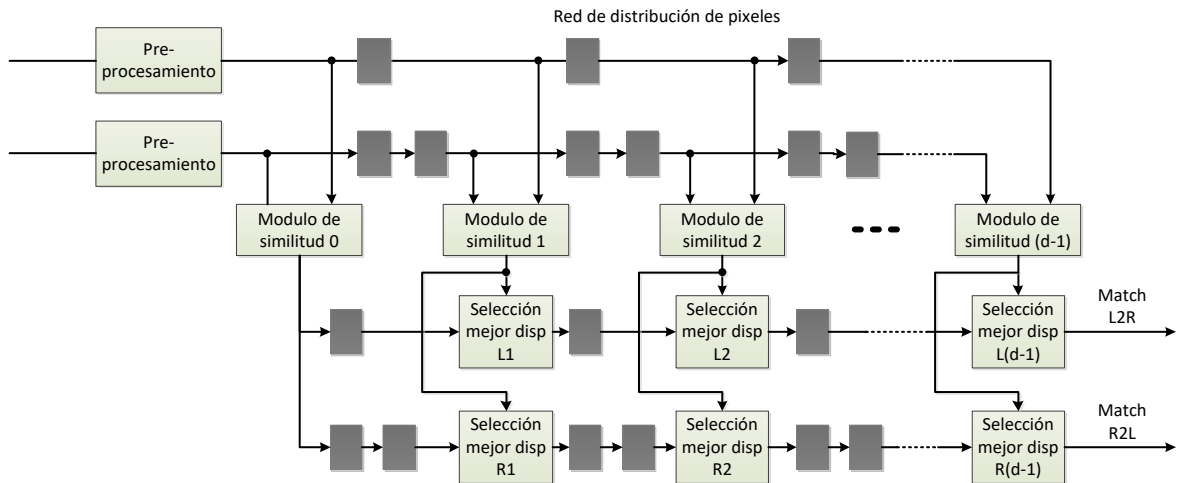 Red de distribución de pixeles
Pre-
procesamiento
Pre-
procesamiento
Modulo de
similitud 0
Modulo de
similitud 1
Modulo de
similitud 2
Modulo de
similitud (d-1)
Selección
mejor disp
L1
Selección
mejor disp
L2
Selección
mejor disp
L(d-1)
Match
L2R
Selección
mejor disp
R1
Selección
mejor disp
R2
Selección
mejor disp
R(d-1)
Match
R2L